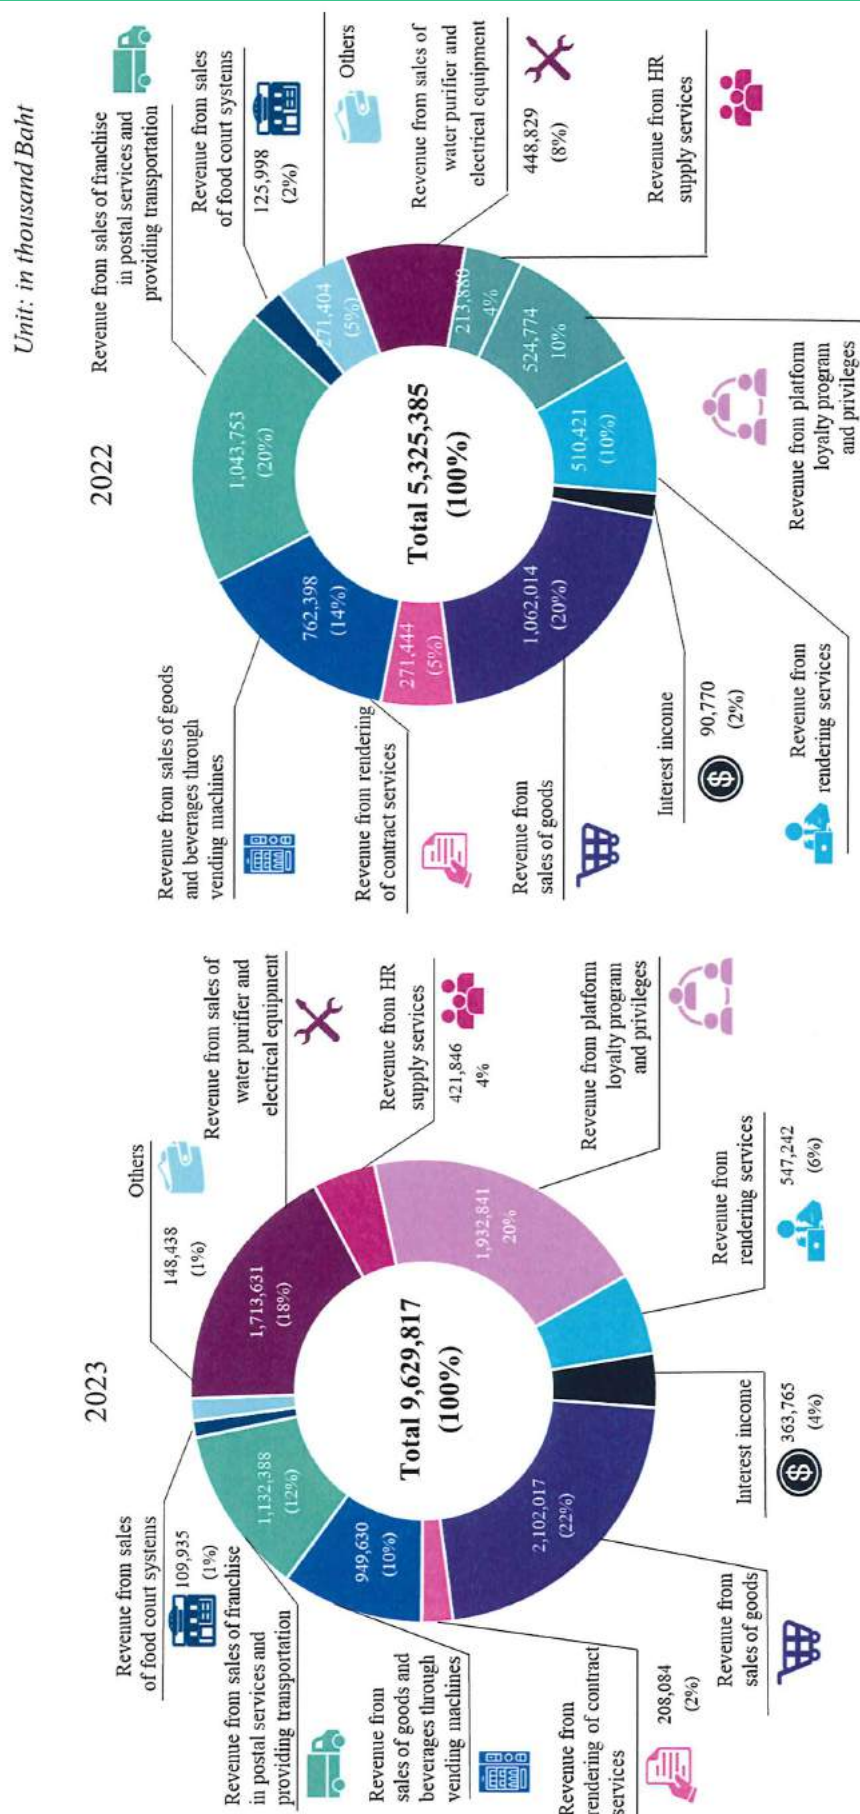 Unit: in thousand Baht
2023
Others
148,438
(1%)
Revenue from sales of
water purifier and
electrical equipment
1,713,631
(18%)
Revenue from HR
supply services
421,846
4%
Revenue from platform
loyalty program
and privileges
1,932,841
20%
Revenue from
rendering services
547,242
(6%)
Interest income
363,765
(4%)
Revenue from
sales of goods
2,102,017
(22%)
Revenue from
rendering of contract
services
208,084
(2%)
Revenue from
sales of goods and
beverages through
vending machines
949,630
(10%)
Revenue from sales of franchise
in postal services and
providing transportation
1,132,388
(12%)
Revenue from sales
of food court systems
109,935
(1%)
Total 9,629,817
(100%)
2022
Revenue from sales of franchise
in postal services and
providing transportation
1,043,753
(20%)
Revenue from sales
of food court systems
125,998
(2%)
Others
271,404
(5%)
Revenue from sales of
water purifier and
electrical equipment
448,829
(8%)
Revenue from HR
supply services
213,880
4%
Revenue from platform
loyalty program
and privileges
524,774
10%
Revenue from
rendering services
510,421
(10%)
Interest income
90,770
(2%)
Revenue from
sales of goods
1,062,014
(20%)
Revenue from rendering
of contract services
271,444
(5%)
Revenue from sales of goods
and beverages through
vending machines
762,398
(14%)
Total 5,325,385
(100%)